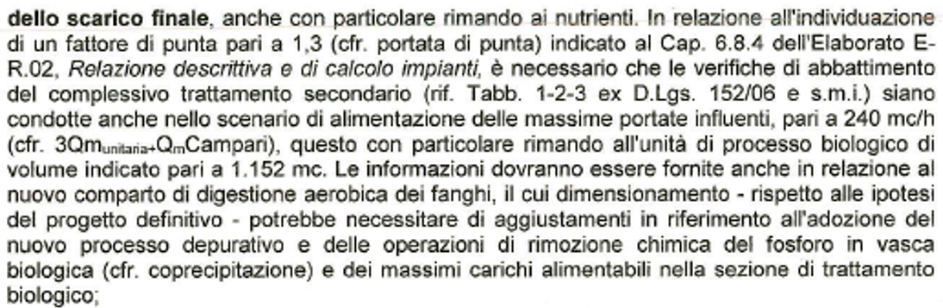 dello scarico finale, anche con particolare rimando ai nutrienti. In relazione all'individuazione
di un fattore di punta pari a 1,3 (cfr. portata di punta) indicato al Cap. 6.8.4 dell'Elaborato E-
R.02, Relazione descrittiva e di calcolo impianti, è necessario che le verifiche di abbattimento
del complessivo trattamento secondario (rif. Tabb. 1-2-3 ex D.Lgs. 152/06 e s.m.i.) siano
condotte anche nello scenario di alimentazione delle massime portate influenti, pari a 240 mc/h
(cfr. 3Qmunitaria+QmCampari), questo con particolare rimando all'unità di processo biologico di
volume indicato pari a 1.152 mc. Le informazioni dovranno essere fornite anche in relazione al
nuovo comparto di digestione aerobica dei fanghi, il cui dimensionamento - rispetto alle ipotesi
del progetto definitivo - potrebbe necessitare di aggiustamenti in riferimento all'adozione del
nuovo processo depurativo e delle operazioni di rimozione chimica del fosforo in vasca
biologica (cfr. coprecipitazione) e dei massimi carichi alimentabili nella sezione di trattamento
biologico;